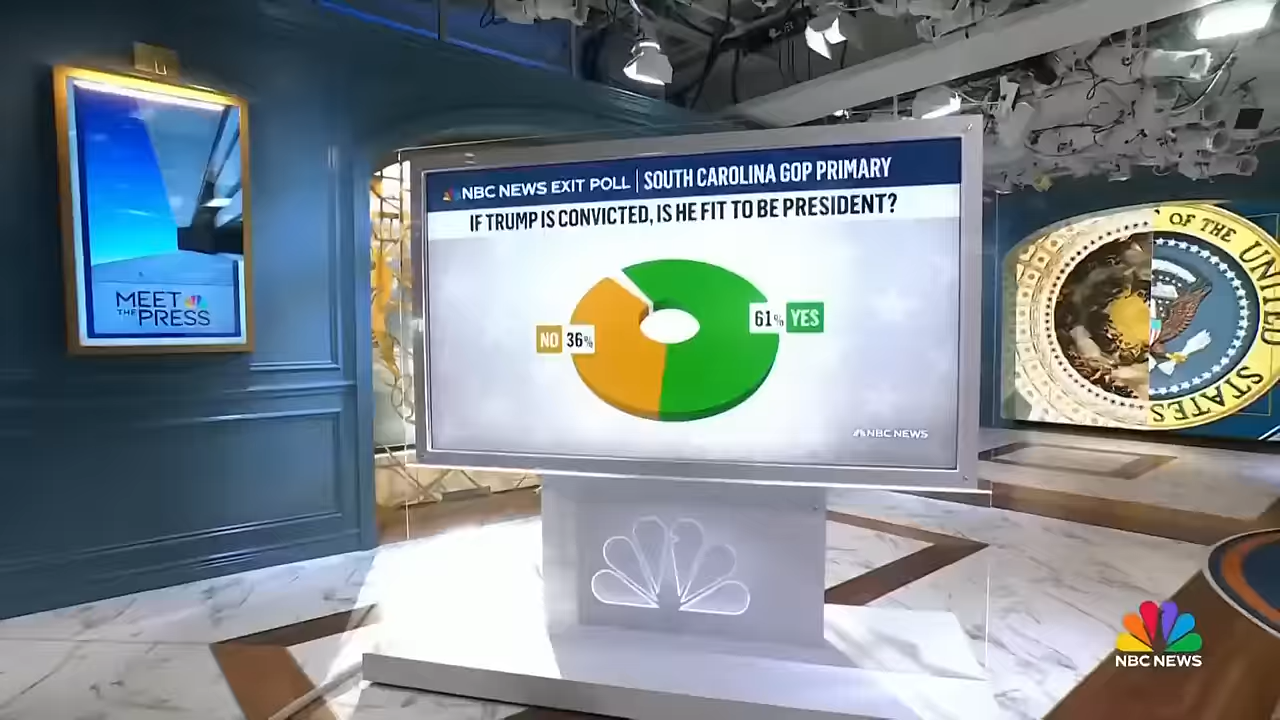 MEET
THE PRESS
NBC NEWS EXIT POLL | SOUTH CAROLINA GOP PRIMARY
IF TRUMP IS CONVICTED, IS HE FIT TO BE PRESIDENT?
NO 36%
61% YES
NBC NEWS
OF THE UNITED
STATES
NBC NEWS